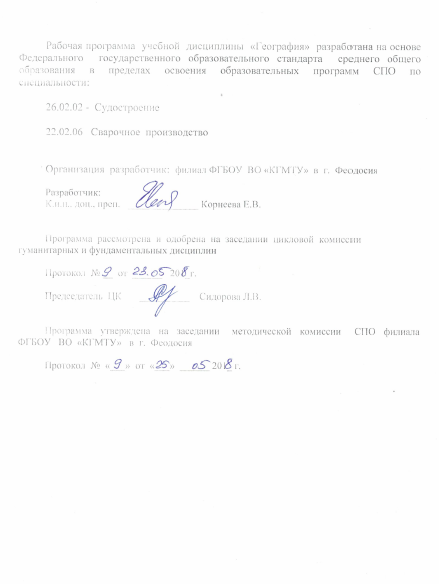 Рабочая программа учебной дисциплины «География» разработана на основе
Федерального государственного образовательного стандарта среднего общего
образования в пределах освоения образовательных программ СПО по
специальности:
26.02.02 - Судостроение
22.02.06 Сварочное производство
Организация разработчик: филиал ФГБОУ ВО «КГМТУ» в г. Феодосия
Разработчик:
К.п.н., доц., преп. Корнеева Е.В.
Программа рассмотрена и одобрена на заседании цикловой комиссии
гуманитарных и фундаментальных дисциплин
Протокол № 9 от 23.05 2018 г.
Председатель ЦК Сидорова Л.В.
Программа утверждена на заседании методической комиссии СПО филиала
ФГБОУ ВО «КГМТУ» в г. Феодосия
Протокол № «9» от «25» 05 2018 г.